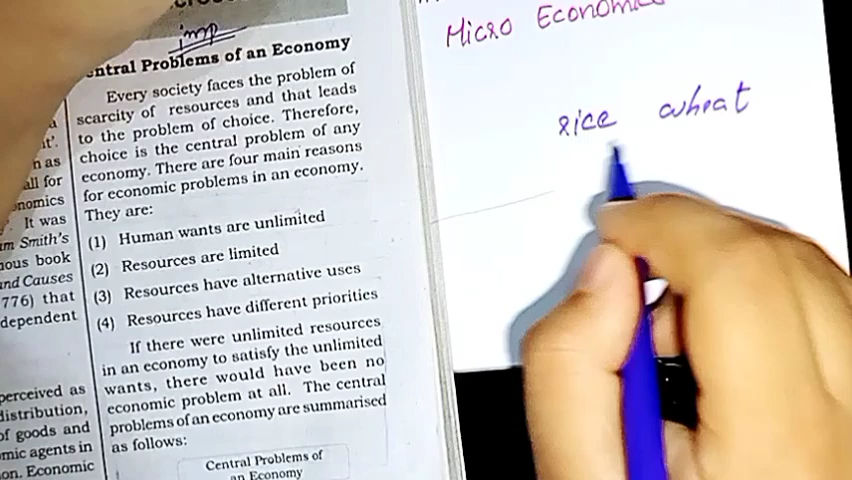 imp
Central Problems of an Economy
Every society faces the problem of
scarcity of resources and that leads
to the problem of choice. Therefore,
choice is the central problem of any
economy. There are four main reasons
for economic problems in an economy.
They are:
(1) Human wants are unlimited
(2) Resources are limited
(3) Resources have alternative uses
(4) Resources have different priorities
If there were unlimited resources
in an economy to satisfy the unlimited
wants, there would have been no
economic problem at all. The central
problems of an economy are summarised
as follows:
Central Problems of
an Economy
as
all for
It was
Smith's
book
and Causes
776) that
dependent
perceived as
distribution,
of goods and
agents in
Economic
Micro Economics
rice wheat